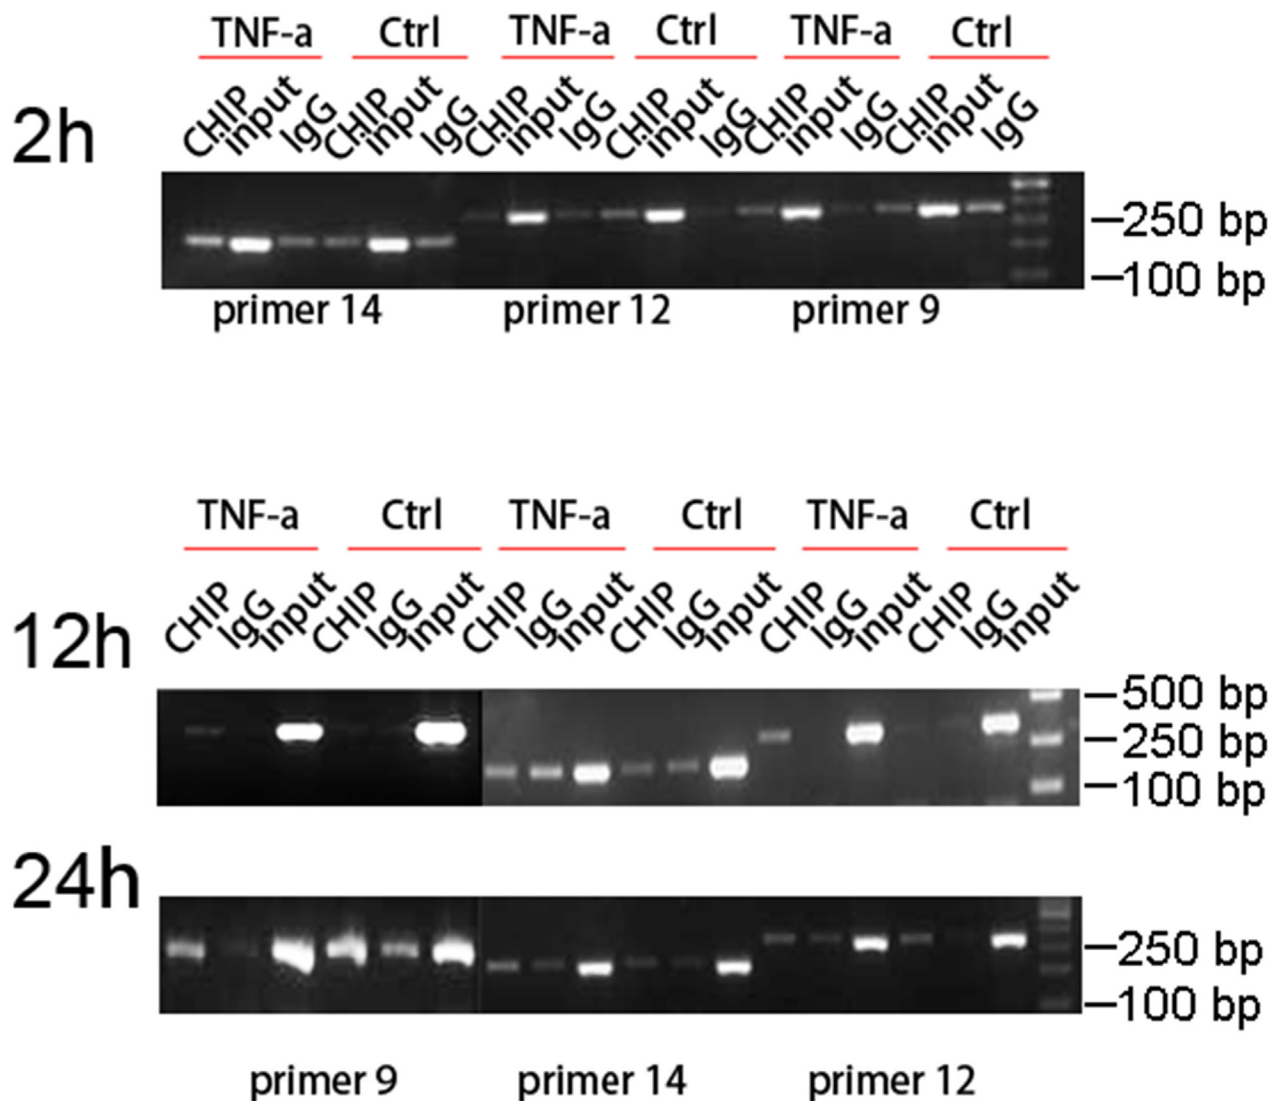 TNF-a Ctrl TNF-a Ctrl TNF-a Ctrl
CHIP input IgG CHIP input IgG CHIP input IgG CHIP input IgG CHIP input IgG CHIP input IgG
2h
250 bp
100 bp
primer 14 primer 12 primer 9
TNF-a Ctrl TNF-a Ctrl TNF-a Ctrl
CHIP IgG input CHIP IgG input CHIP IgG input CHIP IgG input CHIP IgG input CHIP IgG input
12h
500 bp
250 bp
100 bp
24h
250 bp
100 bp
primer 9 primer 14 primer 12